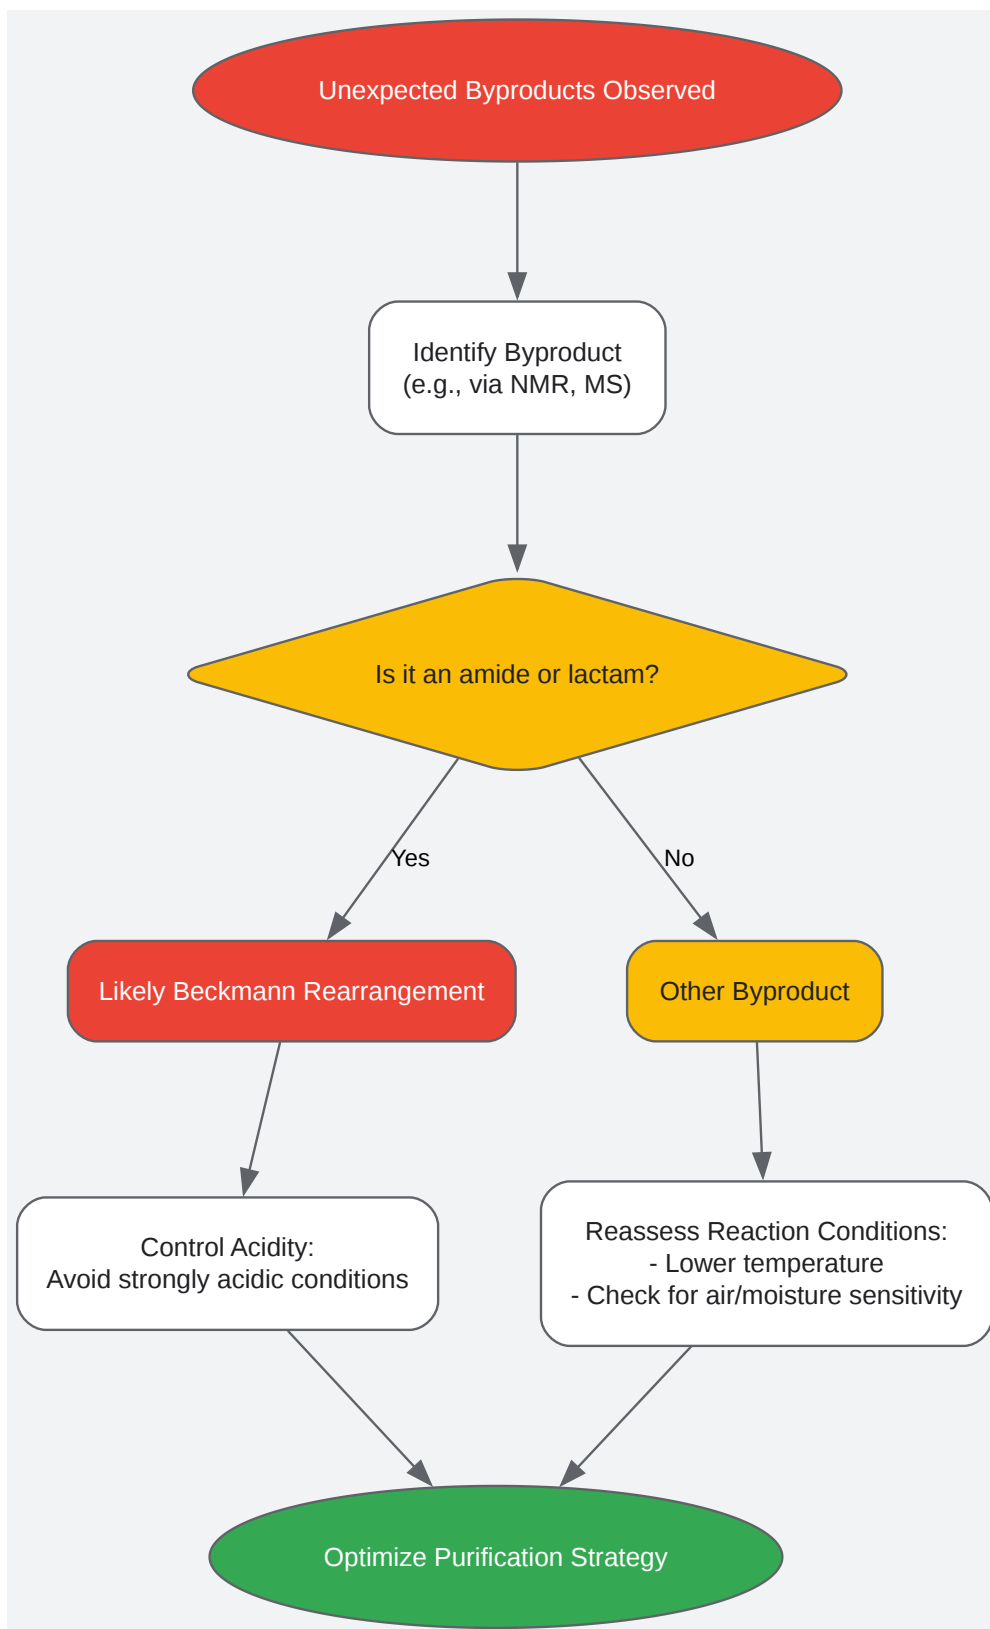 Unexpected Byproducts Observed
Identify Byproduct
(e.g., via NMR, MS)
Is it an amide or lactam?
Yes
No
Likely Beckmann Rearrangement
Other Byproduct
Control Acidity:
Avoid strongly acidic conditions
Reassess Reaction Conditions:
- Lower temperature
- Check for air/moisture sensitivity
Optimize Purification Strategy